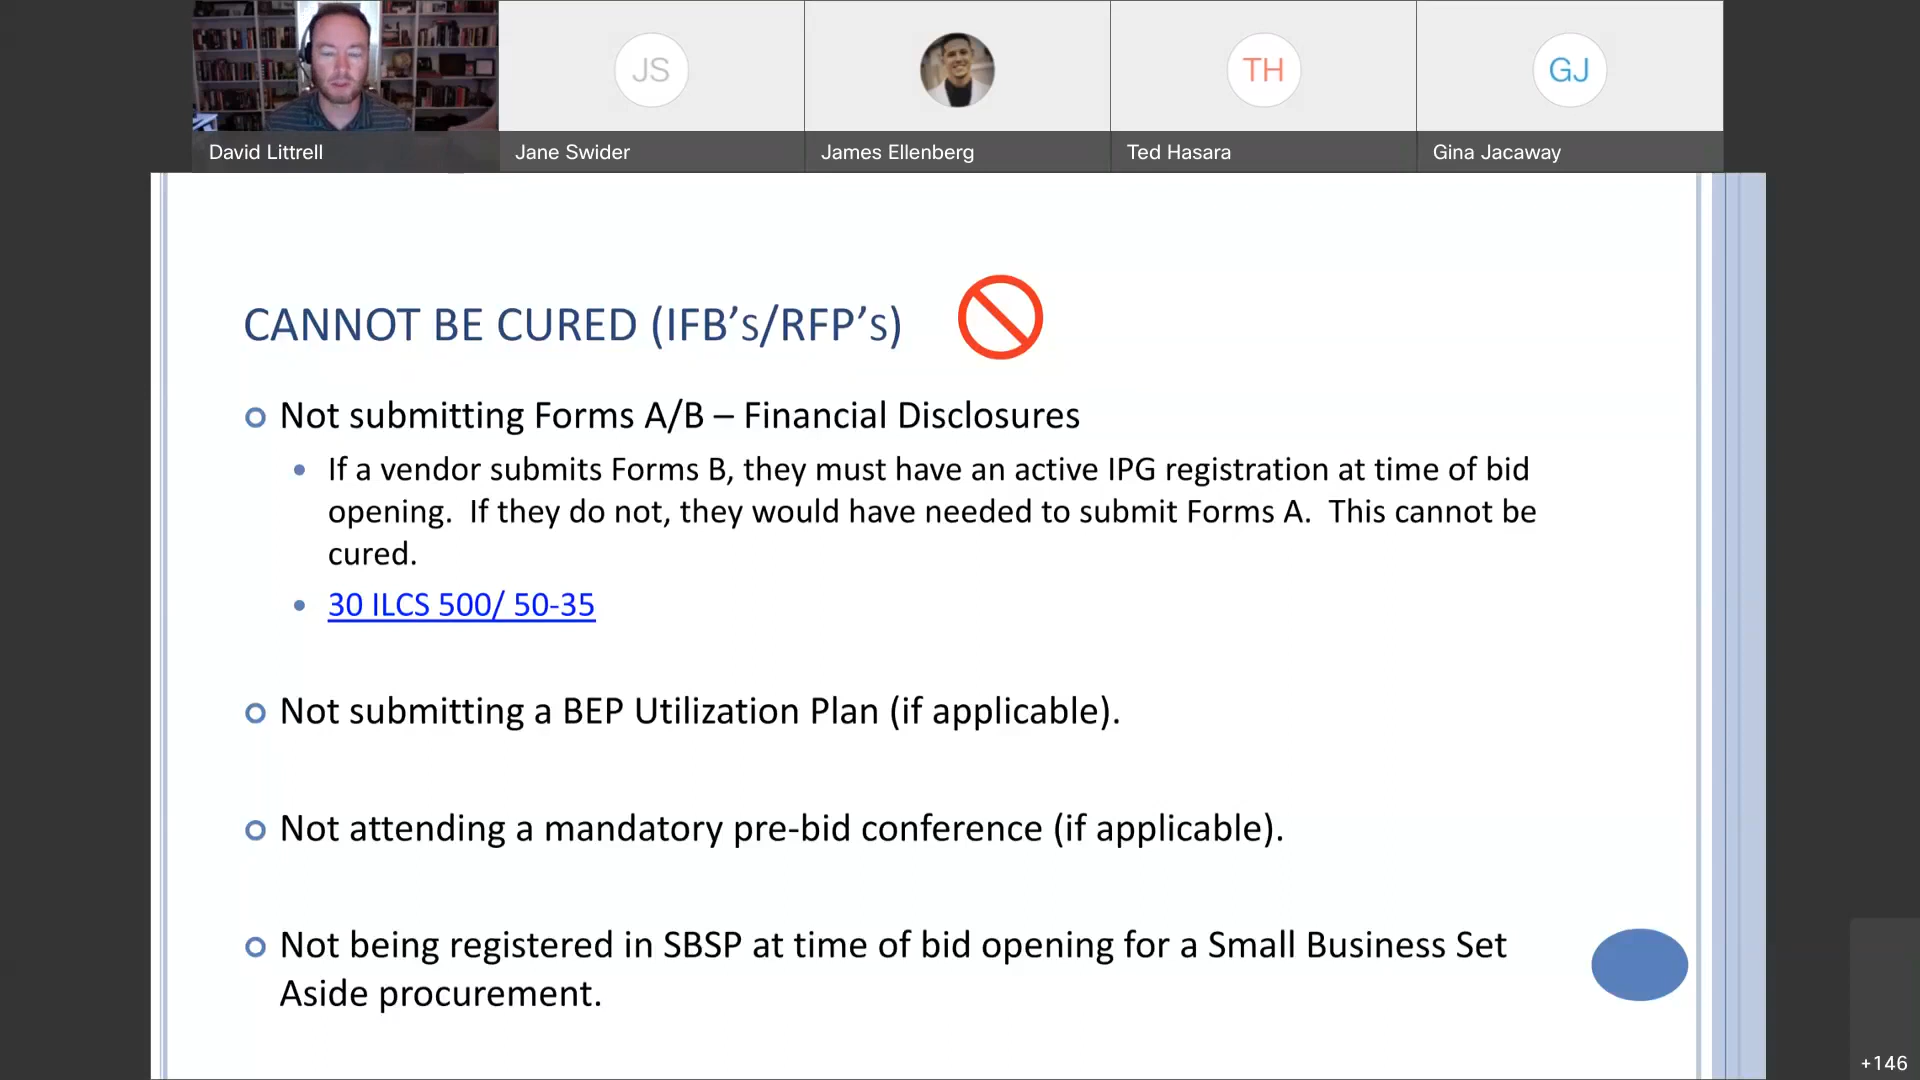 JS
TH
GJ
David Littrell
Jane Swider
James Ellenberg
Ted Hasara
Gina Jacaway
CANNOT BE CURED (IFB’s/RFP’s)
Not submitting Forms A/B – Financial Disclosures
If a vendor submits Forms B, they must have an active IPG registration at time of bid
opening.  If they do not, they would have needed to submit Forms A.  This cannot be
cured.
30 ILCS 500/ 50-35
Not submitting a BEP Utilization Plan (if applicable).
Not attending a mandatory pre-bid conference (if applicable).
Not being registered in SBSP at time of bid opening for a Small Business Set
Aside procurement.
+146